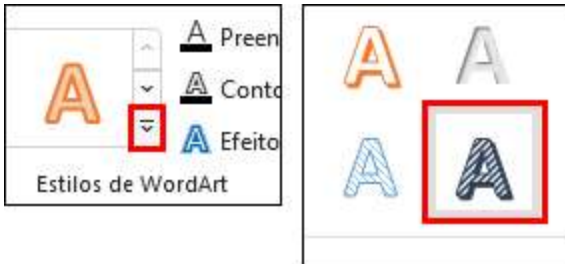 A Preen
A Conto
A A Efeito
Estilos de WordArt
A A
A A